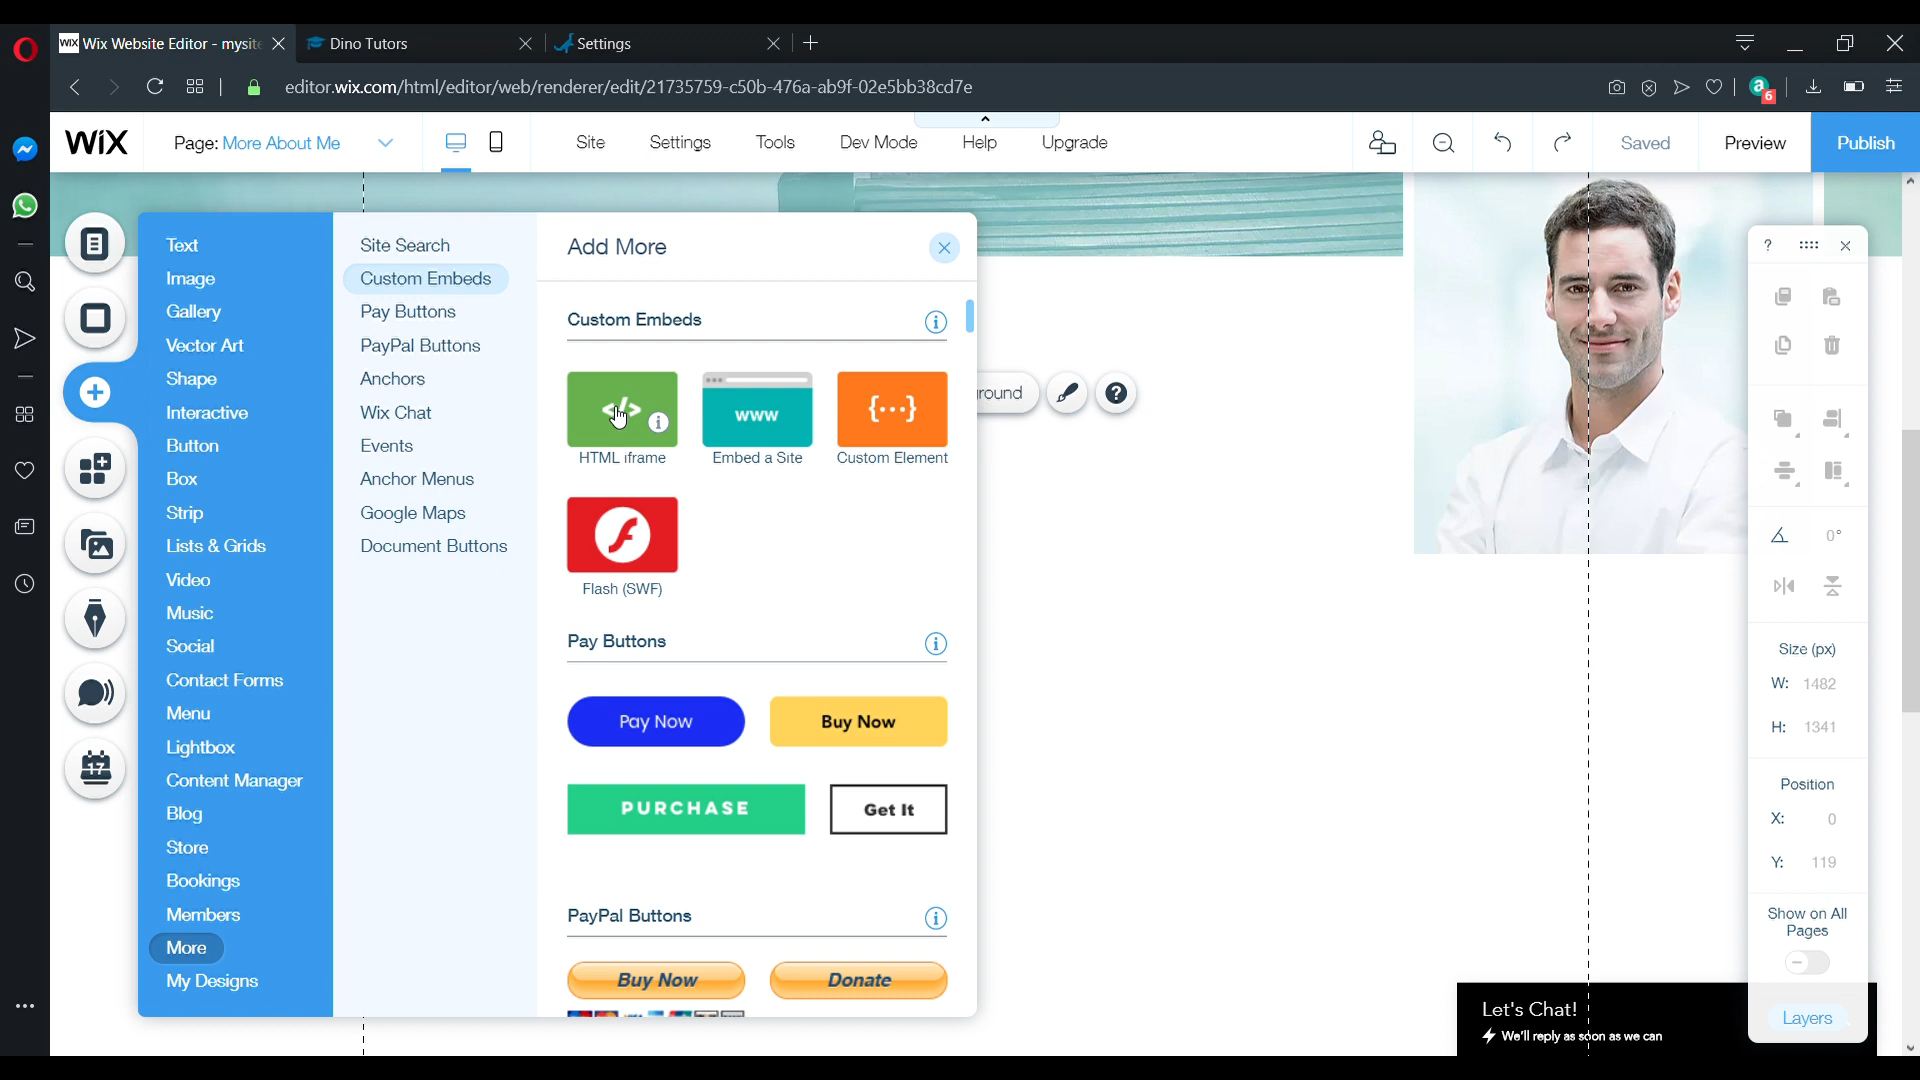 Wix Website Editor - mysite
Dino Tutors
Settings
editor.wix.com/html/editor/web/renderer/edit/21735759-c50b-476a-ab9f-02e5bb38cd7e
6
WiX
Page: More About Me
Site
Settings
Tools
Dev Mode
Help
Upgrade
Saved
Preview
Publish
Text
Image
Gallery
Vector Art
Shape
Interactive
Button
Box
Strip
Lists & Grids
Video
Music
Social
Contact Forms
Menu
Lightbox
Content Manager
Blog
Store
Bookings
Members
More
My Designs
17
Site Search
Custom Embeds
Pay Buttons
PayPal Buttons
Anchors
Wix Chat
Events
Anchor Menus
Google Maps
Document Buttons
Add More
Custom Embeds
www
HTML iframe
Embed a Site
Custom Element
Flash (SWF)
Pay Buttons
Pay Now
Buy Now
PURCHASE
Get It
PayPal Buttons
Buy Now
Donate
round
?
0°
Size (px)
W: 1482
H: 1341
Position
X: 0
Y: 119
Show on All
Pages
Layers
Let's Chat!
We'll reply as soon as we can